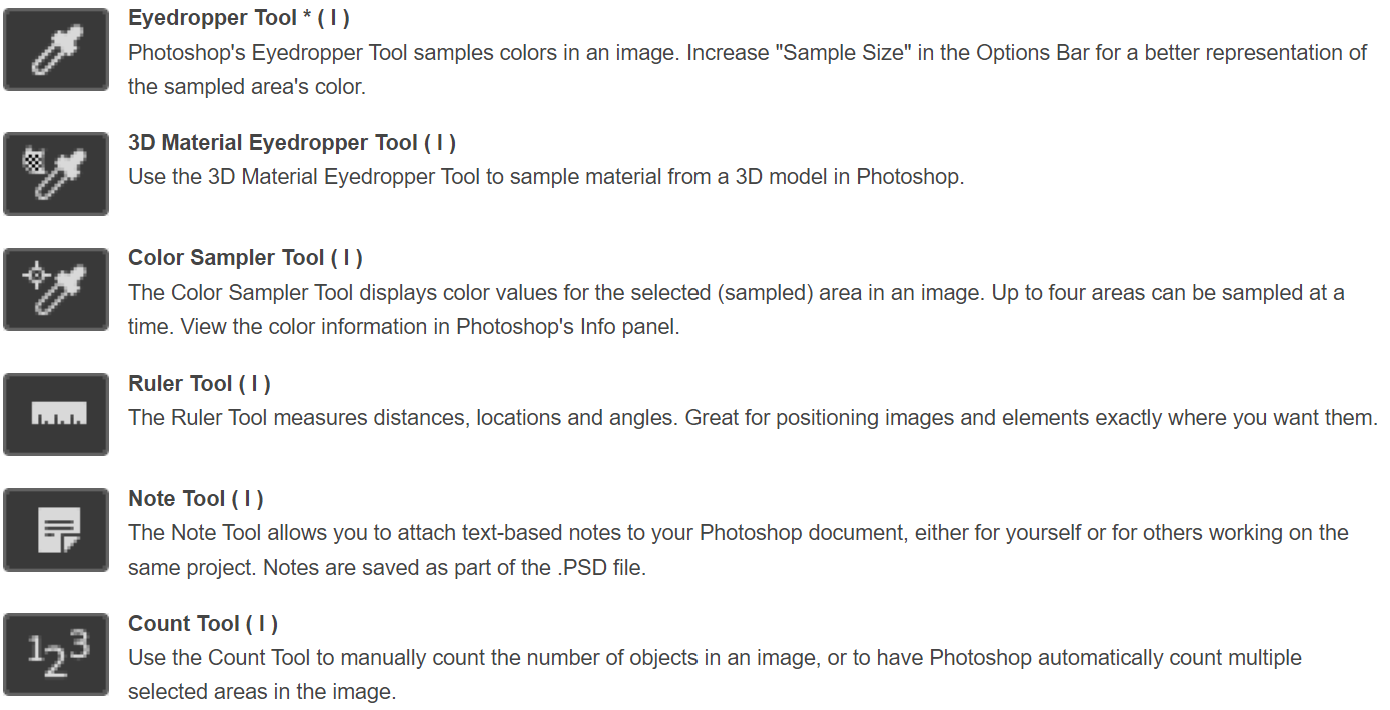 Eyedropper Tool * ( I )
Photoshop's Eyedropper Tool samples colors in an image. Increase "Sample Size" in the Options Bar for a better representation of
the sampled area's color.
3D Material Eyedropper Tool ( I )
Use the 3D Material Eyedropper Tool to sample material from a 3D model in Photoshop.
Color Sampler Tool ( I )
The Color Sampler Tool displays color values for the selected (sampled) area in an image. Up to four areas can be sampled at a
time. View the color information in Photoshop's Info panel.
Ruler Tool ( I )
The Ruler Tool measures distances, locations and angles. Great for positioning images and elements exactly where you want them.
Note Tool ( I )
The Note Tool allows you to attach text-based notes to your Photoshop document, either for yourself or for others working on the
same project. Notes are saved as part of the .PSD file.
1 2 3
Count Tool ( I )
Use the Count Tool to manually count the number of objects in an image, or to have Photoshop automatically count multiple
selected areas in the image.